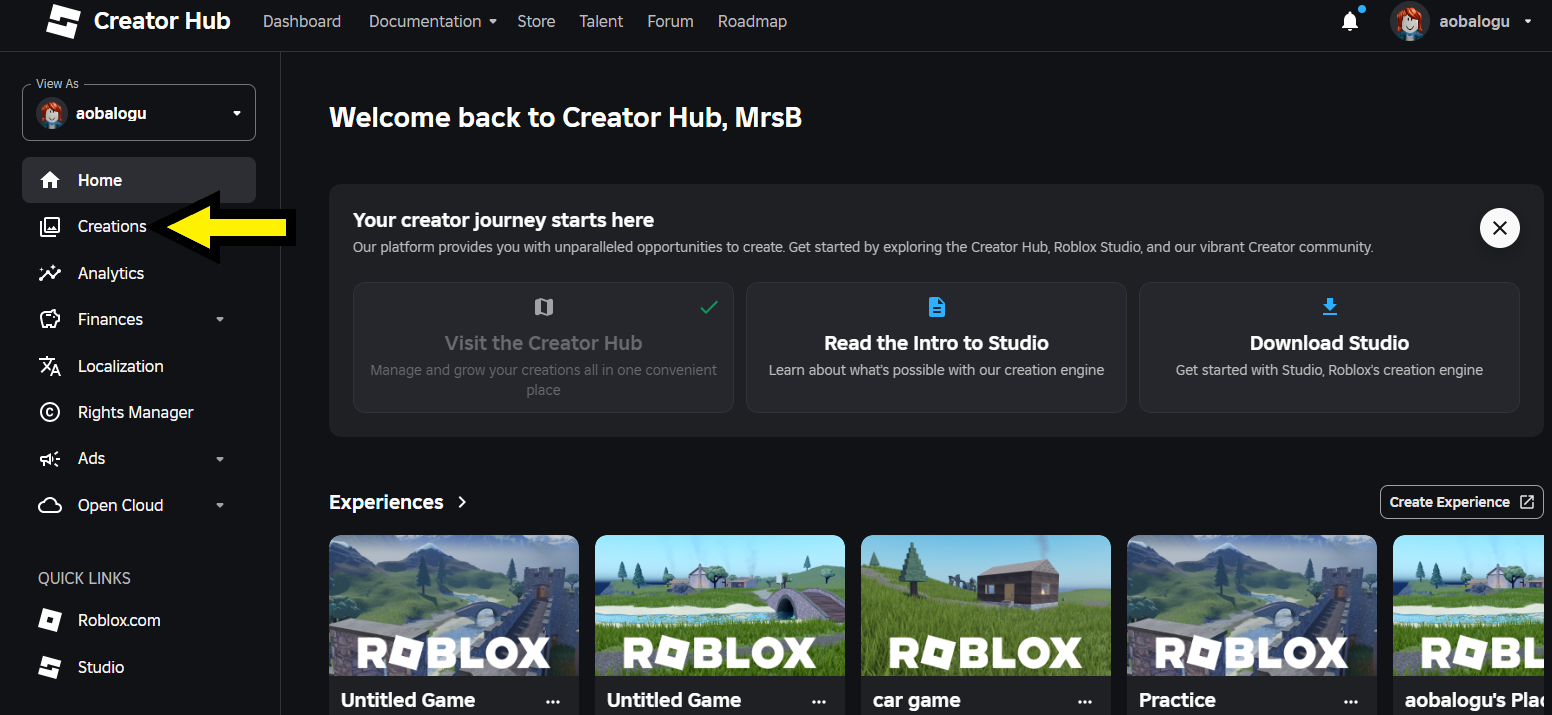 Creator Hub Dashboard Documentation Store Talent Forum Roadmap aobalogu
View As
aobalogu
Home
Creations
Analytics
Finances
Localization
Rights Manager
Ads
Open Cloud
QUICK LINKS
Roblox.com
Studio
Welcome back to Creator Hub, MrsB
Your creator journey starts here
Our platform provides you with unparalleled opportunities to create. Get started by exploring the Creator Hub, Roblox Studio, and our vibrant Creator community.
Visit the Creator Hub
Manage and grow your creations all in one convenient
place
Read the Intro to Studio
Learn about what's possible with our creation engine
Download Studio
Get started with Studio, Roblox's creation engine
Experiences
Create Experience
ROBLOX
Untitled Game
ROBLOX
Untitled Game
ROBLOX
car game
ROBLOX
Practice
ROBL
aobalogu's Plac